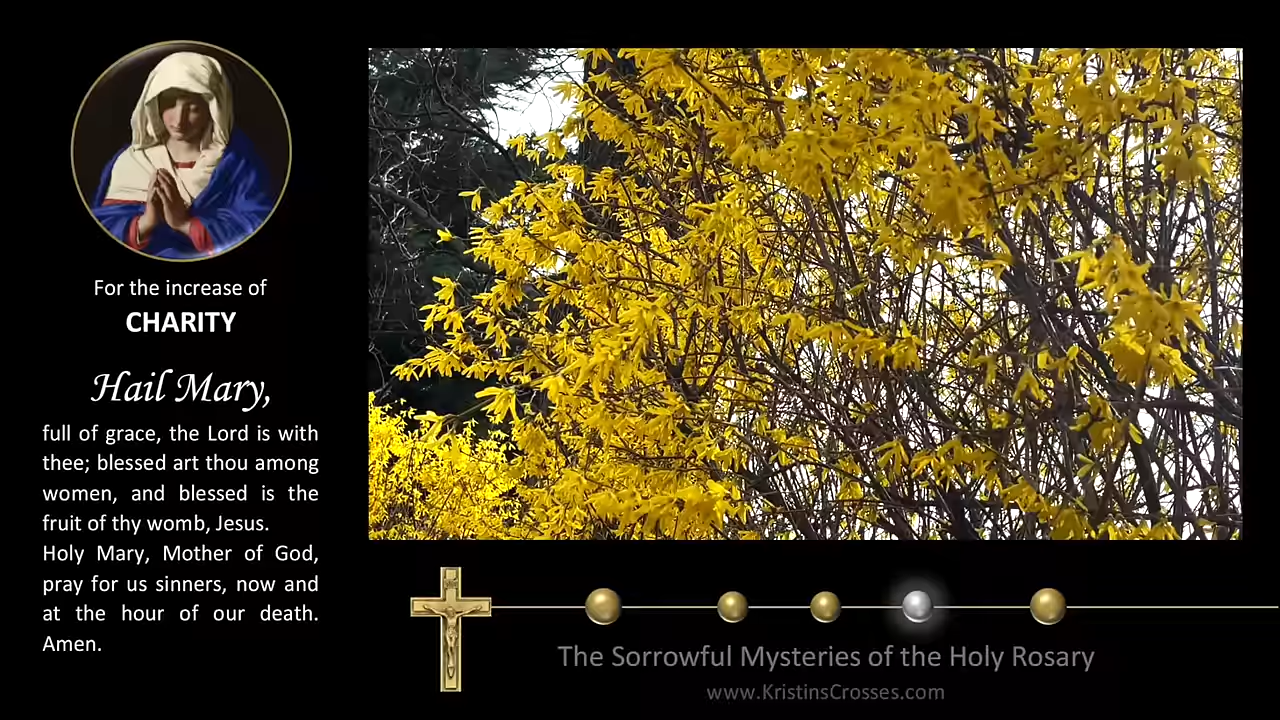 For the increase of
CHARITY
Hail Mary,
full of grace, the Lord is with
thee; blessed art thou among
women, and blessed is the
fruit of thy womb, Jesus.
Holy Mary, Mother of God,
pray for us sinners, now and
at the hour of our death.
Amen.
The Sorrowful Mysteries of the Holy Rosary
www.KristinsCrosses.com